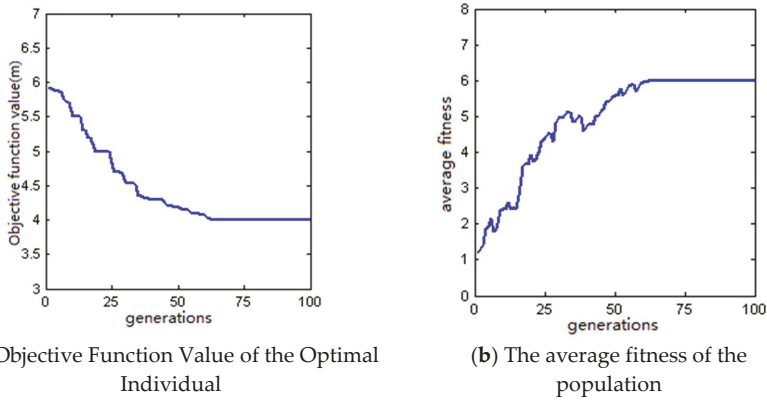 7
6.5
6
5.5
5
4.5
4
3.5
3
Objective function value(m)
0 25 50 75 100
generations
Objective Function Value of the Optimal
Individual
8
7
6
5
4
3
2
1
0
average fitness
0 25 50 75 100
generations
(b) The average fitness of the
population